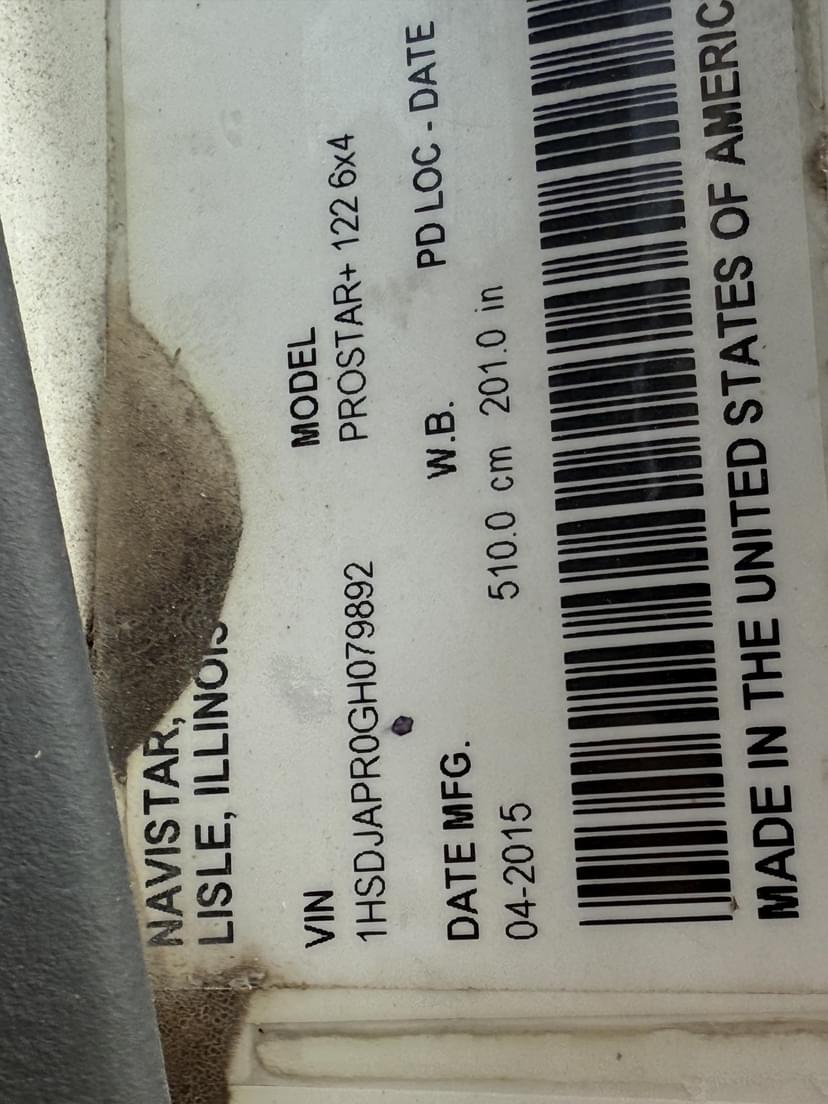 NAVISTAR,
LISLE, ILLINOIS
VIN MODEL
1HSDJAPR0GH079892 PROSTAR+ 122 6x4
DATE MFG. W.B. PD LOC - DATE
04-2015 510.0 cm 201.0 in
MADE IN THE UNITED STATES OF AMERIC